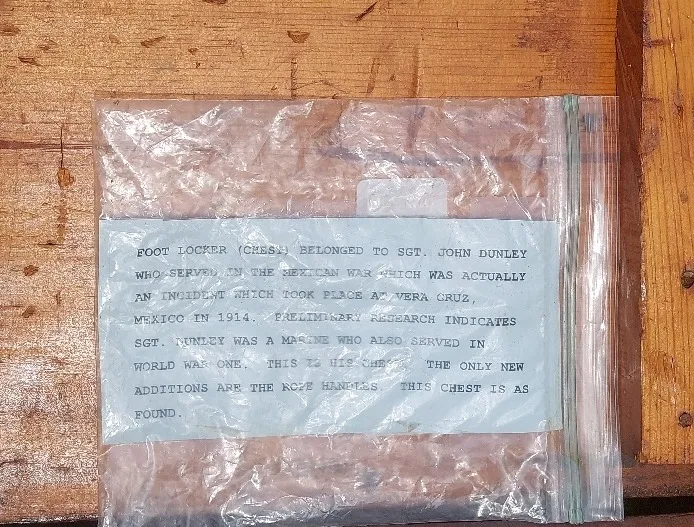 FOOT LOCKER (CHEST) BELONGED TO SGT. JOHN DUNLEY
WHO SERVED IN THE MEXICAN WAR WHICH WAS ACTUALLY
AN INCIDENT WHICH TOOK PLACE AT VERA CRUZ,
MEXICO IN 1914. PRELIMINARY RESEARCH INDICATES
SGT. DUNLEY WAS A MARINE WHO ALSO SERVED IN
WORLD WAR ONE. THIS IS HIS CHEST. THE ONLY NEW
ADDITIONS ARE THE ROPE HANDLES. THIS CHEST IS AS
FOUND.